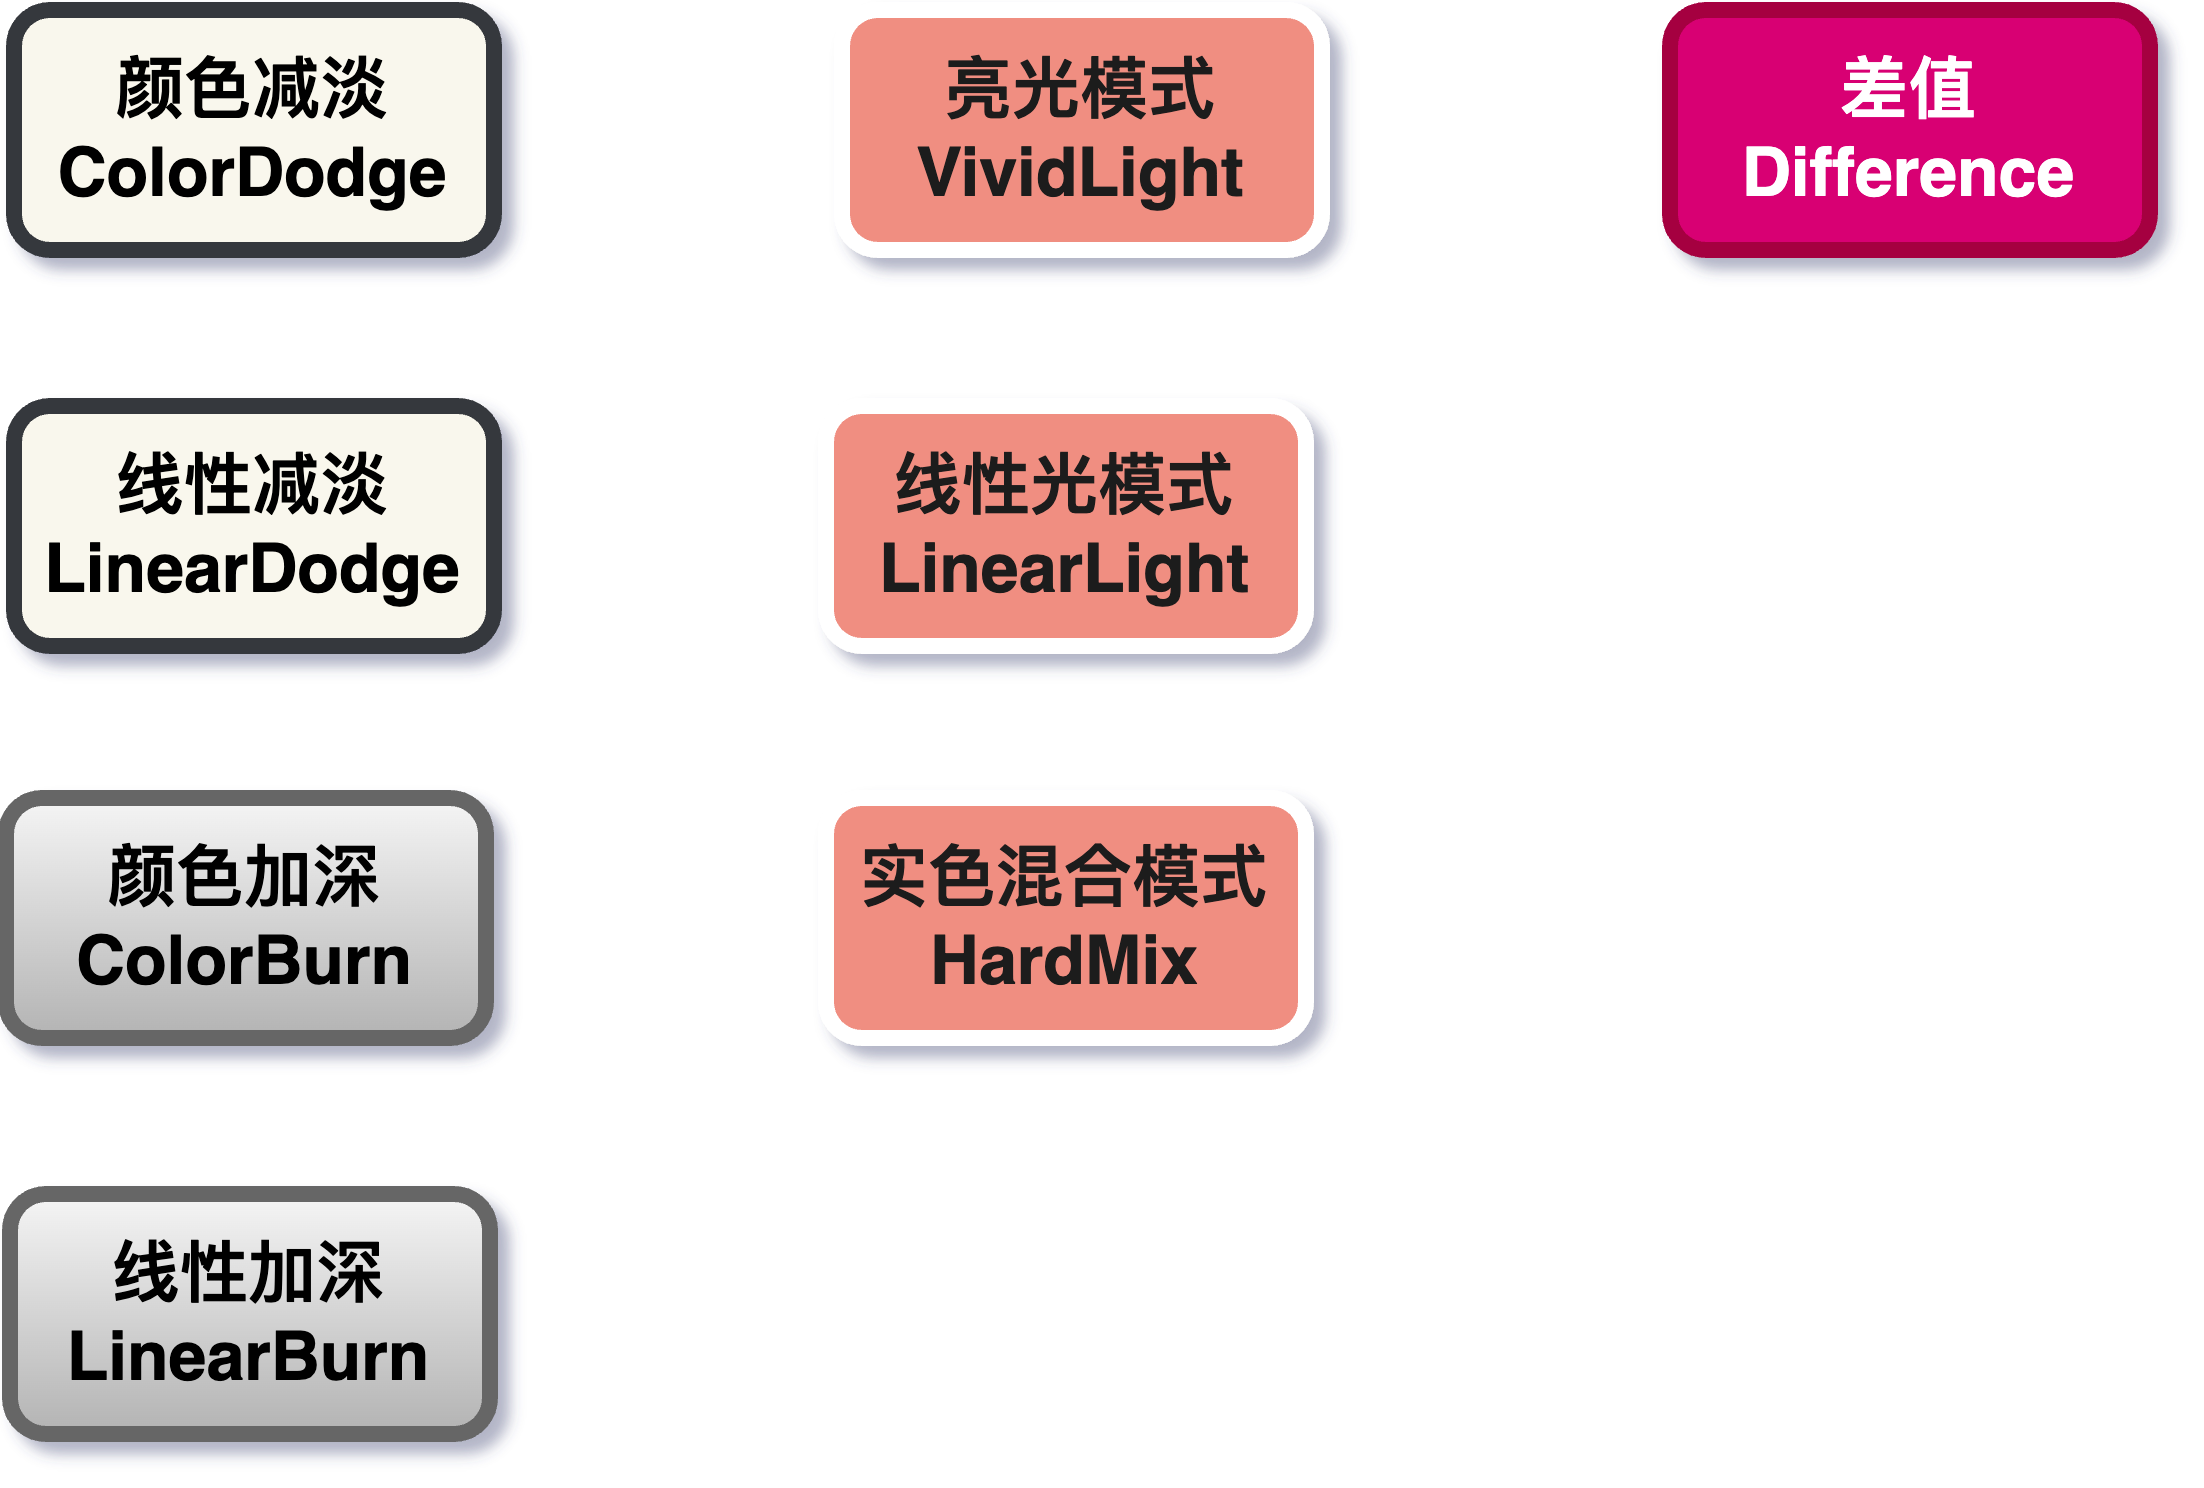 颜色减淡
ColorDodge
亮光模式
VividLight
差值
Difference
线性减淡
LinearDodge
线性光模式
LinearLight
颜色加深
ColorBurn
实色混合模式
HardMix
线性加深
LinearBurn